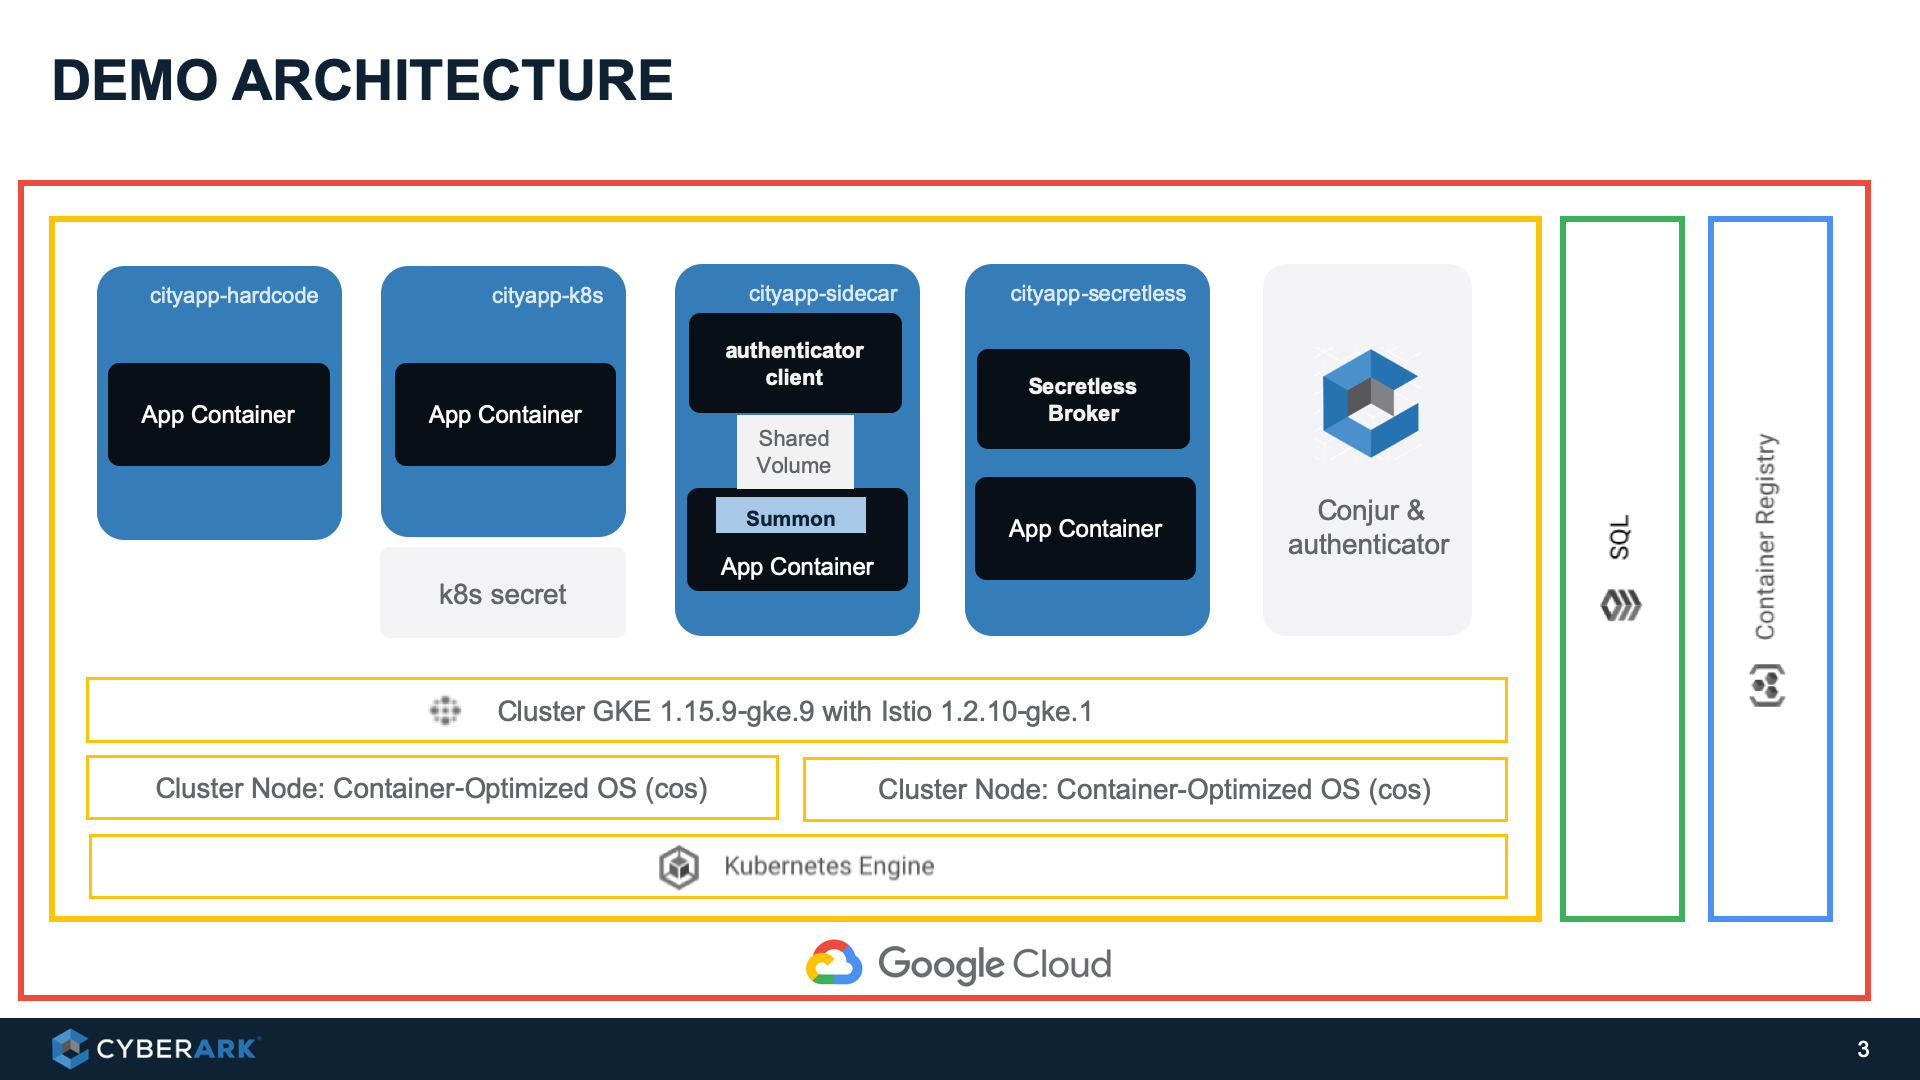 DEMO ARCHITECTURE
cityapp-hardcode
App Container
cityapp-k8s
App Container
k8s secret
cityapp-sidecar
authenticator
client
Shared
Volume
Summon
App Container
cityapp-secretless
Secretless
Broker
App Container
Conjur &
authenticator
SQL
Container Registry
Cluster GKE 1.15.9-gke.9 with Istio 1.2.10-gke.1
Cluster Node: Container-Optimized OS (cos)
Cluster Node: Container-Optimized OS (cos)
Kubernetes Engine
Google Cloud
CYBERARK
3